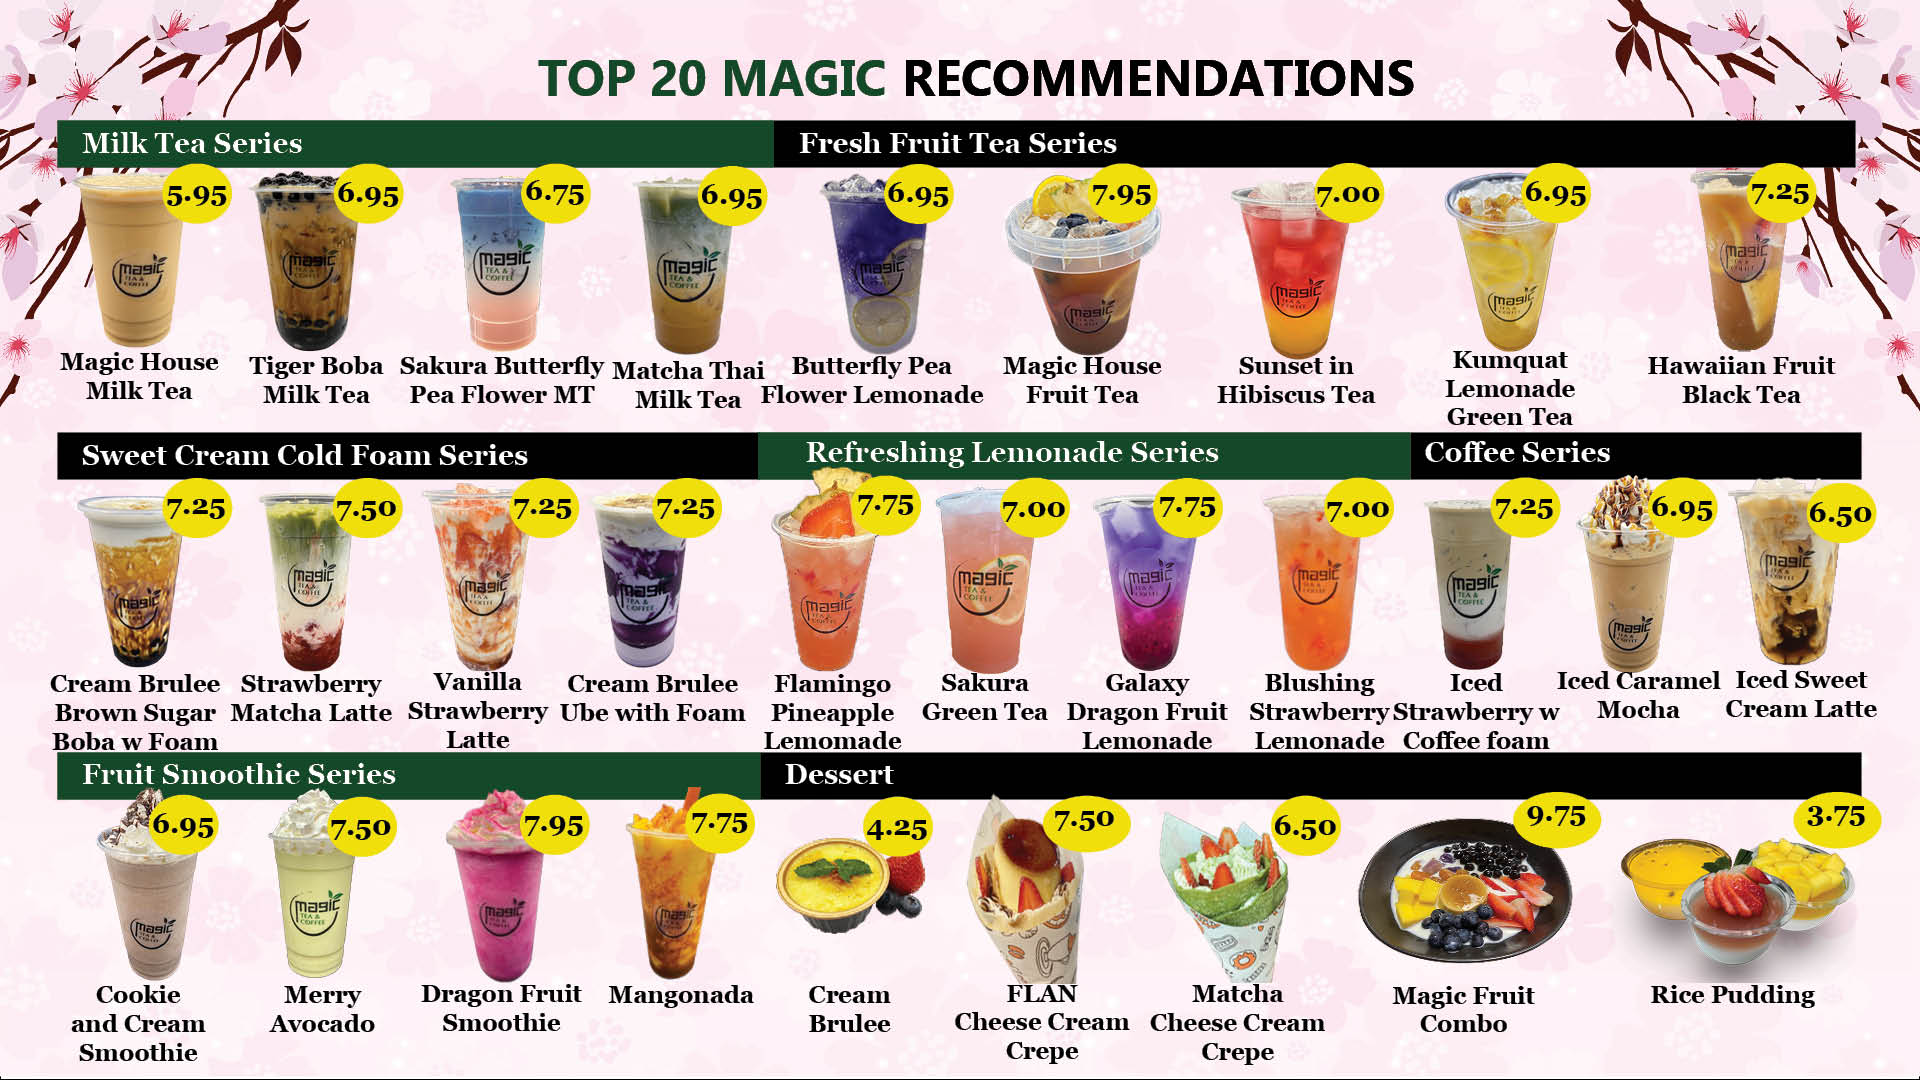 TOP 20 MAGIC RECOMMENDATIONS
Milk Tea Series
Fresh Fruit Tea Series
5.95
6.95
6.75
6.95
6.95
7.95
7.00
6.95
7.25
magic
TEA &
COFFEE
Magic House
Milk Tea
Tiger Boba
Milk Tea
Sakura Butterfly
Pea Flower MT
Matcha Thai
Milk Tea
Butterfly Pea
Flower Lemonade
Magic House
Fruit Tea
Sunset in
Hibiscus Tea
Kumquat
Lemonade
Green Tea
Hawaiian Fruit
Black Tea
Sweet Cream Cold Foam Series
Refreshing Lemonade Series
Coffee Series
7.25
7.50
7.25
7.25
7.75
7.00
7.75
7.00
7.25
6.95
6.50
Cream Brulee
Brown Sugar
Boba w Foam
Strawberry
Matcha Latte
Vanilla
Strawberry
Latte
Cream Brulee
Ube with Foam
Flamingo
Pineapple
Lemomade
Sakura
Green Tea
Galaxy
Dragon Fruit
Lemonade
Blushing
Strawberry
Lemonade
Iced
Strawberry w
Coffee foam
Iced Caramel
Mocha
Iced Sweet
Cream Latte
Fruit Smoothie Series
Dessert
6.95
7.50
7.95
7.75
4.25
7.50
6.50
9.75
3.75
Cookie
and Cream
Smoothie
Merry
Avocado
Dragon Fruit
Smoothie
Mangonada
Cream
Brulee
FLAN
Cheese Cream
Crepe
Matcha
Cheese Cream
Crepe
Magic Fruit
Combo
Rice Pudding